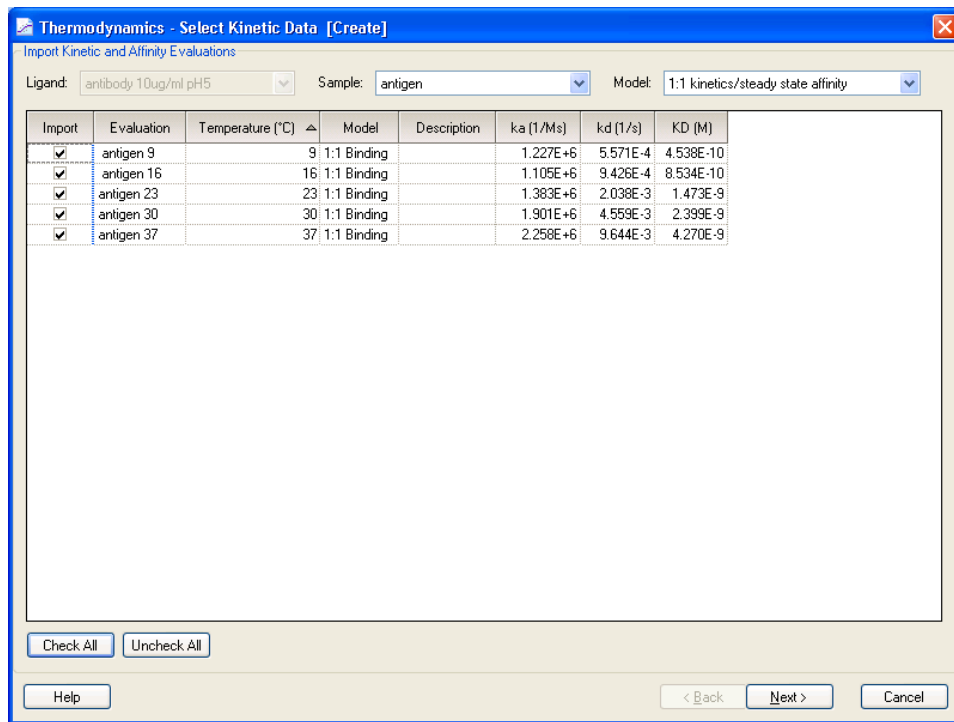 Thermodynamics - Select Kinetic Data [Create]
Import Kinetic and Affinity Evaluations
Ligand: antibody 10ug/ml pH5 Sample: antigen Model: 1:1 kinetics/steady state affinity
Import Evaluation Temperature (°C) Model Description ka (1/Ms) kd (1/s) KD (M)
antigen 9 9 1:1 Binding 1.227E+6 5.571E-4 4.538E-10
antigen 16 16 1:1 Binding 1.105E+6 9.426E-4 8.534E-10
antigen 23 23 1:1 Binding 1.383E+6 2.038E-3 1.473E-9
antigen 30 30 1:1 Binding 1.901E+6 4.559E-3 2.399E-9
antigen 37 37 1:1 Binding 2.258E+6 9.644E-3 4.270E-9
Check All Uncheck All
Help < Back Next > Cancel